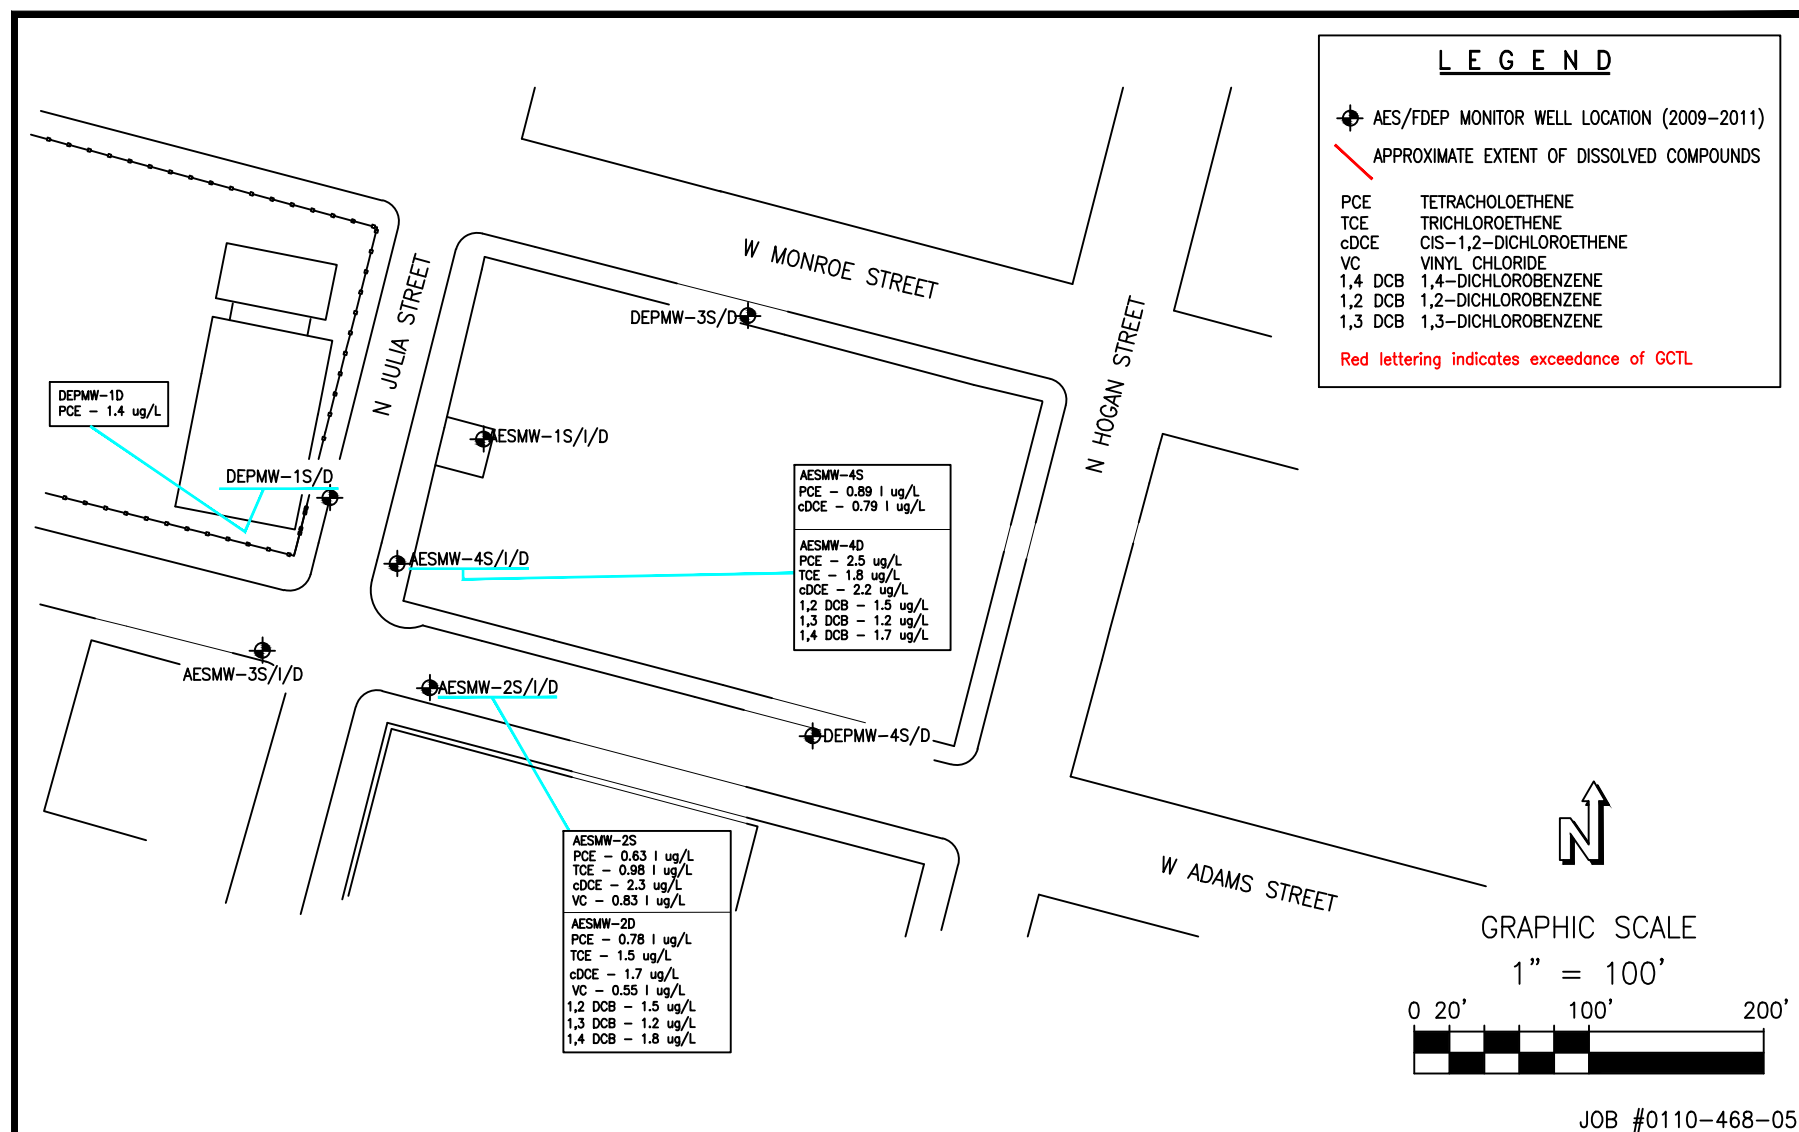 L E G E N D
AES/FDEP MONITOR WELL LOCATION (2009-2011)
APPROXIMATE EXTENT OF DISSOLVED COMPOUNDS
PCE TETRACHOLOETHENE
TCE TRICHLOROETHENE
cDCE CIS-1,2-DICHLOROETHENE
VC VINYL CHLORIDE
1,4 DCB 1,4-DICHLOROBENZENE
1,2 DCB 1,2-DICHLOROBENZENE
1,3 DCB 1,3-DICHLOROBENZENE
Red lettering indicates exceedance of GCTL
W MONROE STREET
N JULIA STREET
N HOGAN STREET
DEPMW-3S/D
DEPMW-1D
PCE - 1.4 ug/L
DEPMW-1S/D
AESMW-1S/I/D
AESMW-4S
PCE - 0.89 I ug/L
cDCE - 0.79 I ug/L
AESMW-4D
PCE - 2.5 ug/L
TCE - 1.8 ug/L
cDCE - 2.2 ug/L
1,2 DCB - 1.5 ug/L
1,3 DCB - 1.2 ug/L
1,4 DCB - 1.7 ug/L
AESMW-4S/I/D
AESMW-3S/I/D
AESMW-2S/I/D
DEPMW-4S/D
AESMW-2S
PCE - 0.63 I ug/L
TCE - 0.98 I ug/L
cDCE - 2.3 ug/L
VC - 0.83 I ug/L
AESMW-2D
PCE - 0.78 I ug/L
TCE - 1.5 ug/L
cDCE - 1.7 ug/L
VC - 0.55 I ug/L
1,2 DCB - 1.5 ug/L
1,3 DCB - 1.2 ug/L
1,4 DCB - 1.8 ug/L
W ADAMS STREET
N
GRAPHIC SCALE
1" = 100'
0 20' 100' 200'
JOB #0110-468-05